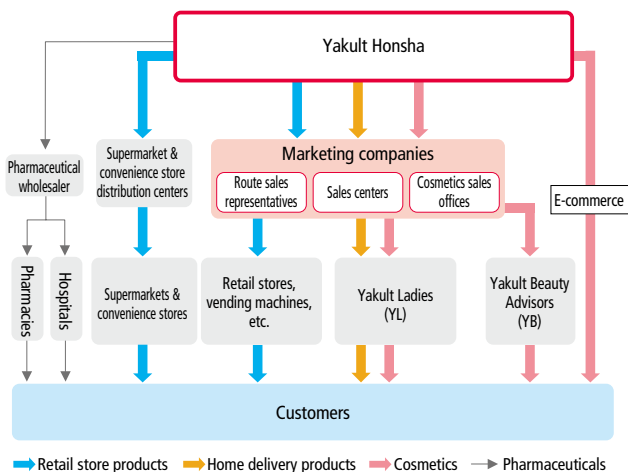 Yakult Honsha
Pharmaceutical
wholesaler
Supermarket &
convenience store
distribution centers
Marketing companies
Route sales
representatives
Sales centers
Cosmetics sales
offices
E-commerce
Pharmacies
Hospitals
Supermarkets &
convenience stores
Retail stores,
vending machines,
etc.
Yakult Ladies
(YL)
Yakult Beauty
Advisors
(YB)
Customers
Retail store products
Home delivery products
Cosmetics
Pharmaceuticals